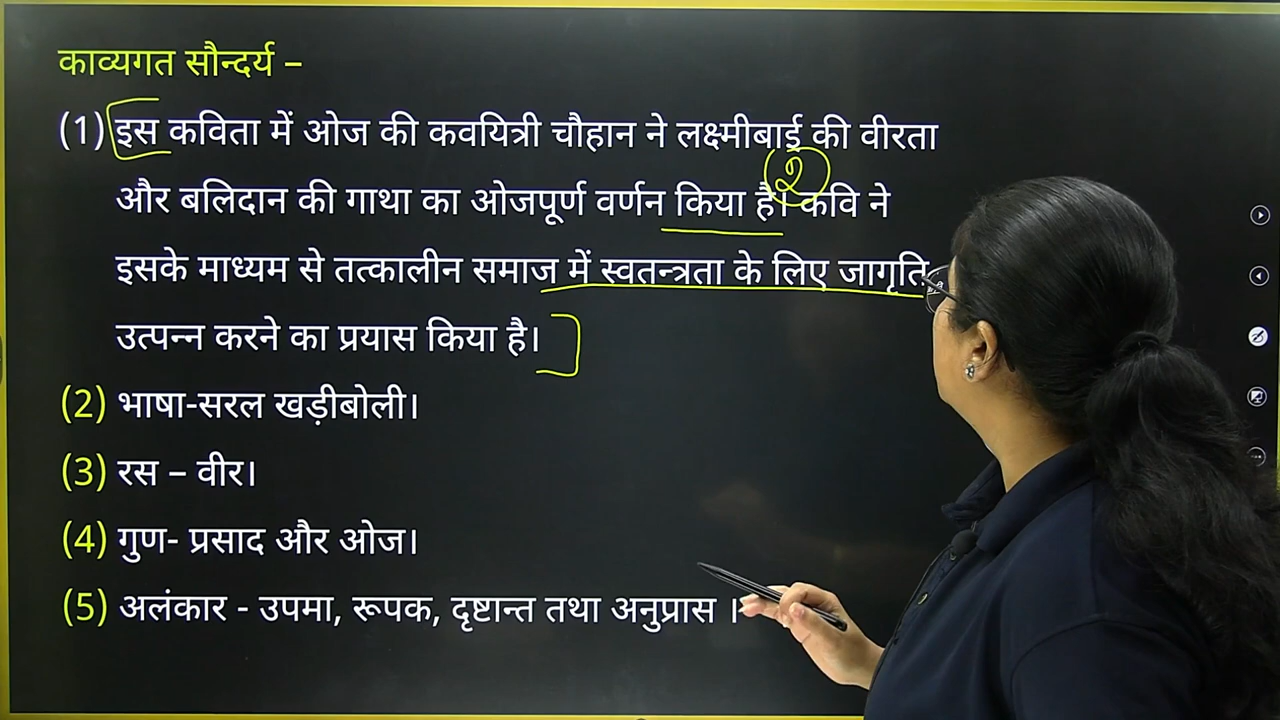 काव्यगत सौन्दर्य –
(1) इस कविता में ओज की कवयित्री चौहान ने लक्ष्मीबाई की वीरता
और बलिदान की गाथा का ओजपूर्ण वर्णन किया है। कवि ने
इसके माध्यम से तत्कालीन समाज में स्वतन्त्रता के लिए जागृति
उत्पन्न करने का प्रयास किया है।
(2) भाषा-सरल खड़ीबोली।
(3) रस – वीर।
(4) गुण- प्रसाद और ओज।
(5) अलंकार - उपमा, रूपक, दृष्टान्त तथा अनुप्रास ।